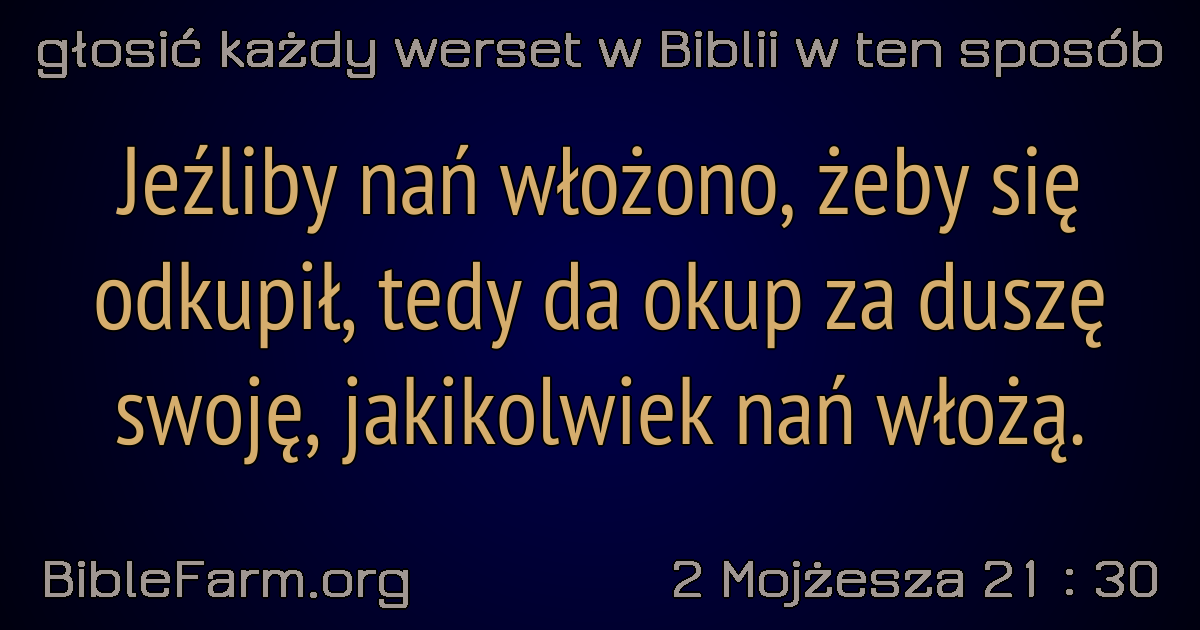 głosić każdy werset w Biblii w ten sposób
Jeźliby nań włożono, żeby się
odkupił, tedy da okup za duszę
swoję, jakikolwiek nań włożą.
BibleFarm.org
2 Mojżesza 21 : 30